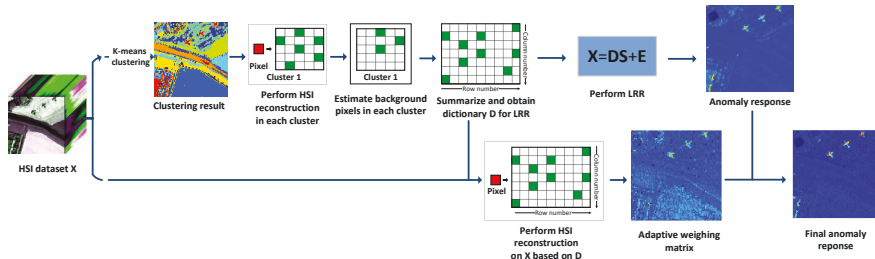 K-means
clustering
HSI dataset X
Clustering result
Pixel
Cluster 1
Perform HSI
reconstruction
in each cluster
Cluster 1
Estimate background
pixels in each cluster
Column number
Row number
Summarize and obtain
dictionary D for LRR
X=DS+E
Perform LRR
Anomaly response
Pixel
Column number
Row number
Perform HSI
reconstruction
on X based on D
Adaptive weighing
matrix
Final anomaly
reponse